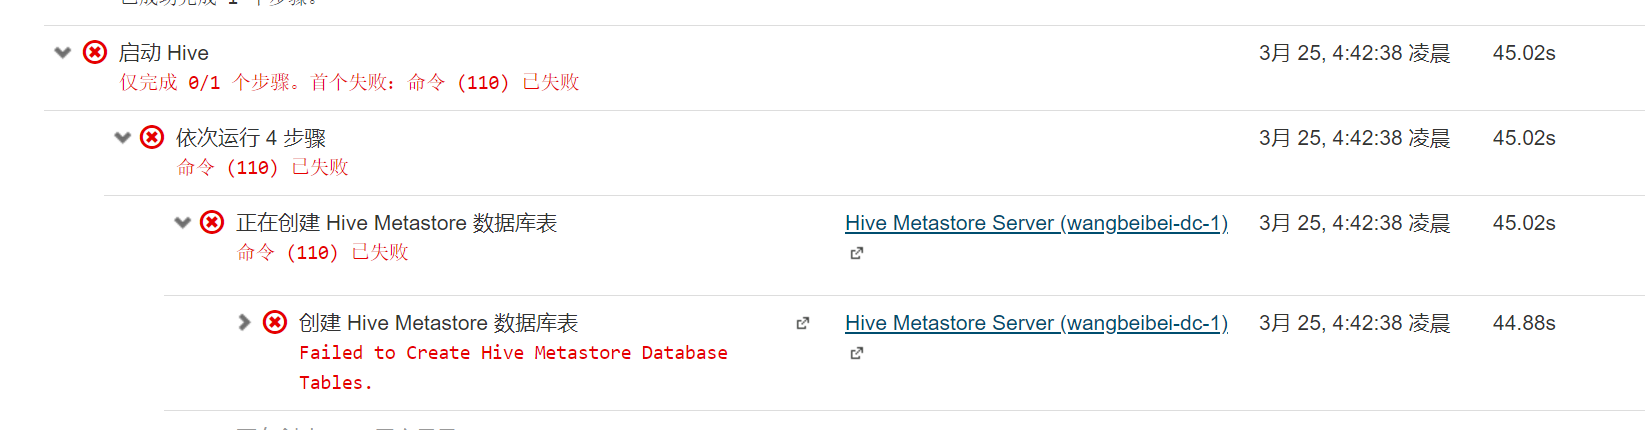 启动 Hive 3月 25, 4:42:38 凌晨 45.02s
仅完成 0/1 个步骤。首个失败：命令 (110) 已失败
依次运行 4 步骤 3月 25, 4:42:38 凌晨 45.02s
命令 (110) 已失败
正在创建 Hive Metastore 数据库表 Hive Metastore Server (wangbeibei-dc-1) 3月 25, 4:42:38 凌晨 45.02s
命令 (110) 已失败
创建 Hive Metastore 数据库表 Hive Metastore Server (wangbeibei-dc-1) 3月 25, 4:42:38 凌晨 44.88s
Failed to Create Hive Metastore Database
Tables.